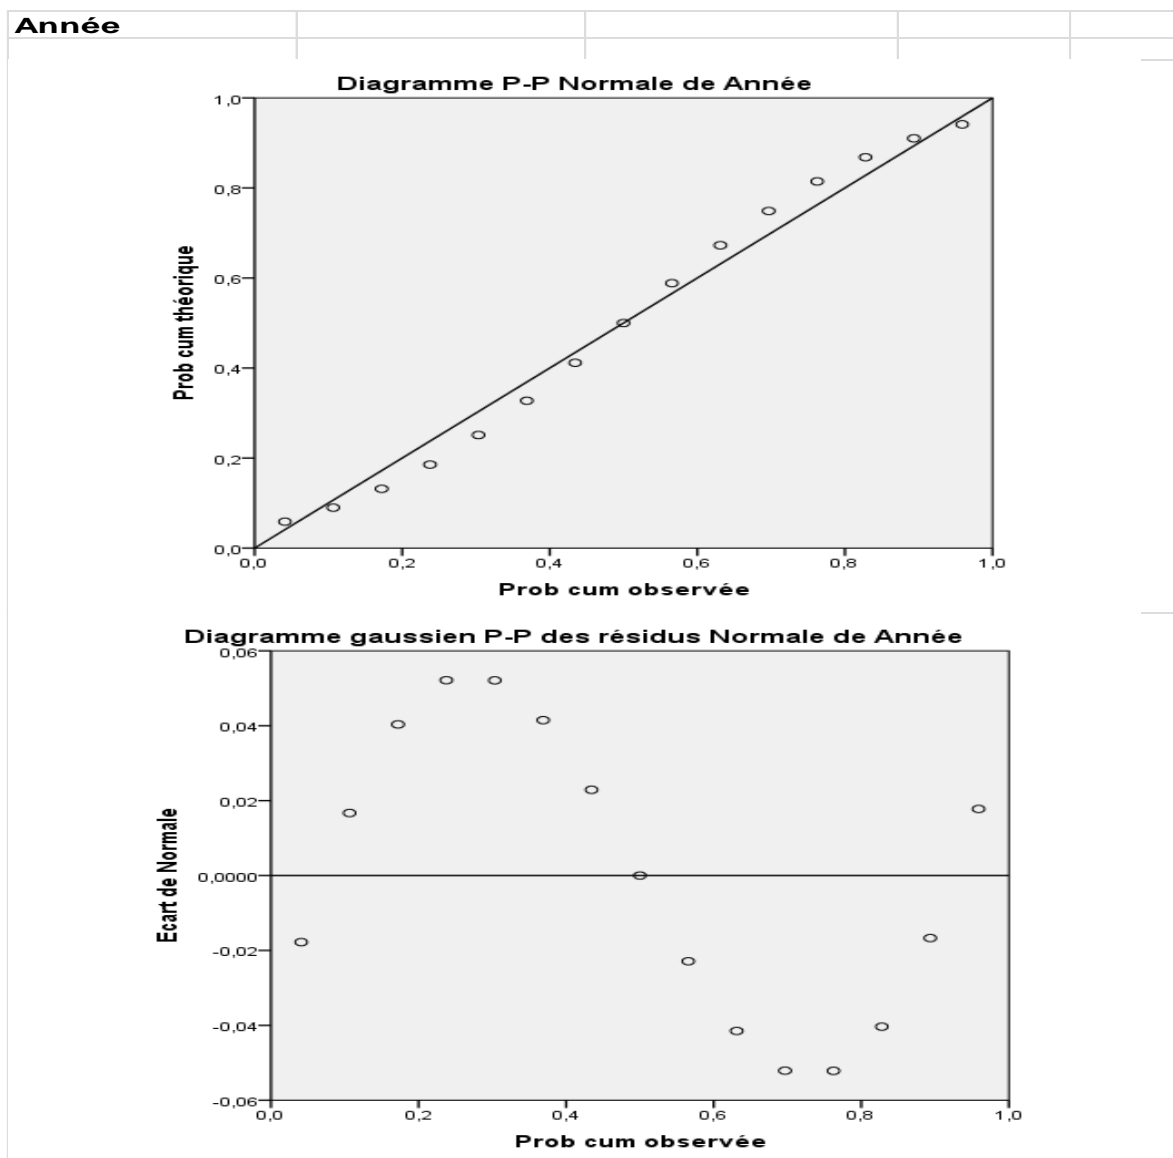 Année
Diagramme P-P Normale de Année
1,0
0,8
0,6
0,4
0,2
0,0
Prob cum théorique
0,0 0,2 0,4 0,6 0,8 1,0
Prob cum observée
Diagramme gaussien P-P des résidus Normale de Année
0,06
0,04
0,02
0,0000
-0,02
-0,04
-0,06
Ecart de Normale
0,0 0,2 0,4 0,6 0,8 1,0
Prob cum observée